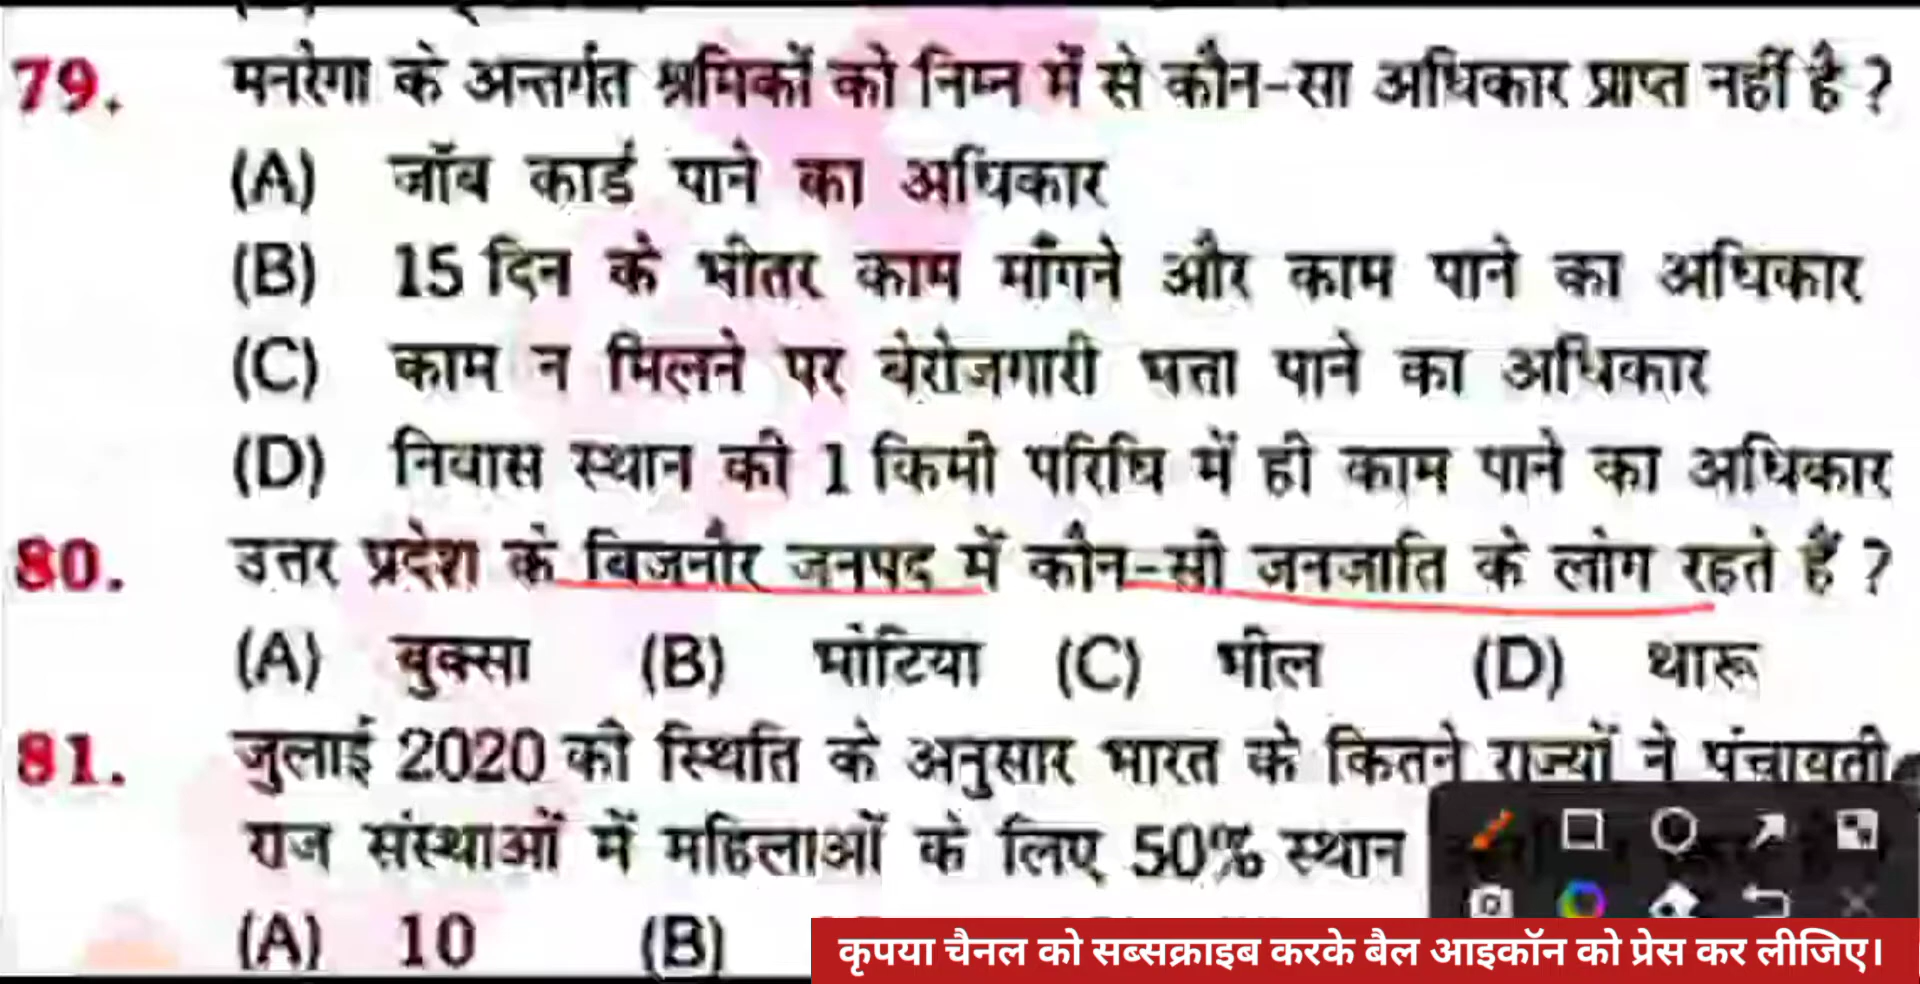 79. मनरेगा के अन्तर्गत श्रमिकों को निम्न में से कौन-सा अधिकार प्राप्त नहीं है ?
(A) जॉब कार्ड पाने का अधिकार
(B) 15 दिन के भीतर काम माँगने और काम पाने का अधिकार
(C) काम न मिलने पर बेरोजगारी भत्ता पाने का अधिकार
(D) निवास स्थान की 1 किमी परिधि में ही काम पाने का अधिकार
80. उत्तर प्रदेश के बिजनौर जनपद में कौन-सी जनजाति के लोग रहते हैं ?
(A) बुक्सा (B) भोटिया (C) भील (D) थारू
81. जुलाई 2020 की स्थिति के अनुसार भारत के कितने राज्यों ने पंचायती
राज संस्थाओं में महिलाओं के लिए 50% स्थान
(A) 10 (B)
कृपया चैनल को सब्सक्राइब करके बैल आइकॉन को प्रेस कर लीजिए।